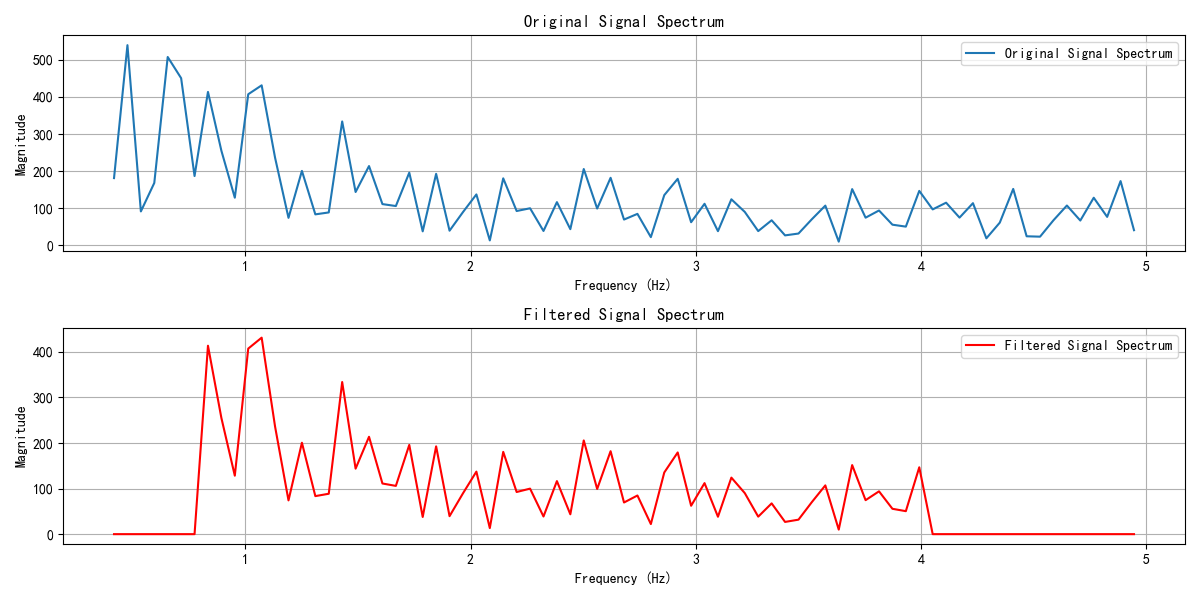 Original Signal Spectrum
Original Signal Spectrum
500
400
300
200
100
0
Magnitude
1 2 3 4 5
Frequency (Hz)
Filtered Signal Spectrum
Filtered Signal Spectrum
400
300
200
100
0
Magnitude
1 2 3 4 5
Frequency (Hz)